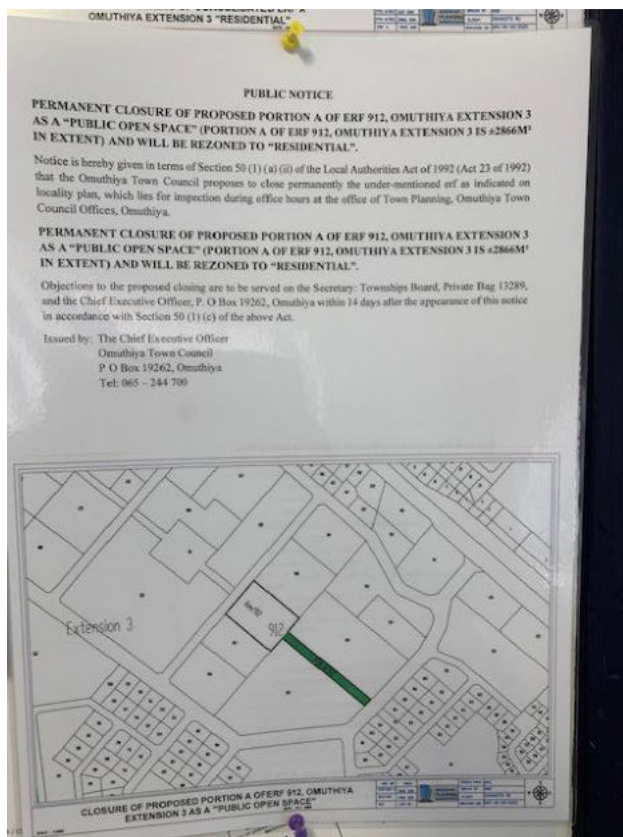 OMUTHIYA EXTENSION 3 "RESIDENTIAL"
PUBLIC NOTICE
PERMANENT CLOSURE OF PROPOSED PORTION A OF ERF 912, OMUTHIYA EXTENSION 3
AS A “PUBLIC OPEN SPACE” (PORTION A OF ERF 912, OMUTHIYA EXTENSION 3 IS ±2866M²
IN EXTENT) AND WILL BE REZONED TO “RESIDENTIAL”.
Notice is hereby given in terms of Section 50 (1) (a) (ii) of the Local Authorities Act of 1992 (Act 23 of 1992)
that the Omuthiya Town Council proposes to close permanently the under-mentioned erf as indicated on
locality plan, which lies for inspection during office hours at the office of Town Planning, Omuthiya Town
Council Offices, Omuthiya.
PERMANENT CLOSURE OF PROPOSED PORTION A OF ERF 912, OMUTHIYA EXTENSION 3
AS A “PUBLIC OPEN SPACE” (PORTION A OF ERF 912, OMUTHIYA EXTENSION 3 IS ±2866M²
IN EXTENT) AND WILL BE REZONED TO “RESIDENTIAL”.
Objections to the proposed closing are to be served on the Secretary: Townships Board, Private Bag 13289,
and the Chief Executive Officer, P. O Box 19262, Omuthiya within 14 days after the appearance of this notice
in accordance with Section 50 (1) (c) of the above Act.
Issued by: The Chief Executive Officer
Omuthiya Town Council
P O Box 19262, Omuthiya
Tel: 065 – 244 700
Extension 3
912
CLOSURE OF PROPOSED PORTION A OFERF 912, OMUTHIYA
EXTENSION 3 AS A "PUBLIC OPEN SPACE"